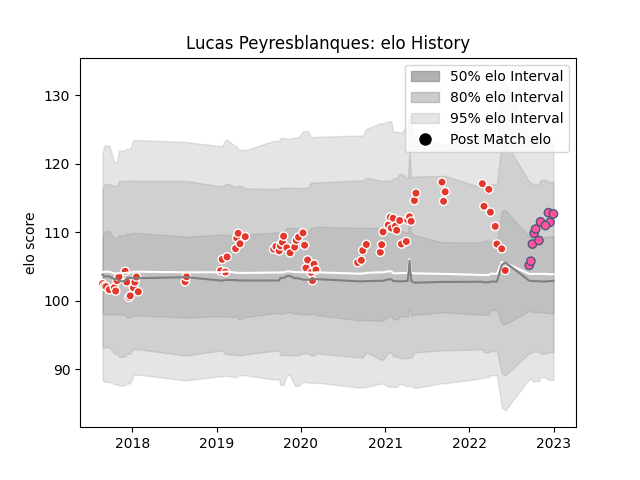 Lucas Peyresblanques: elo History
50% elo Interval
80% elo Interval
95% elo Interval
Post Match elo
elo score
130
120
110
100
90
2018 2019 2020 2021 2022 2023